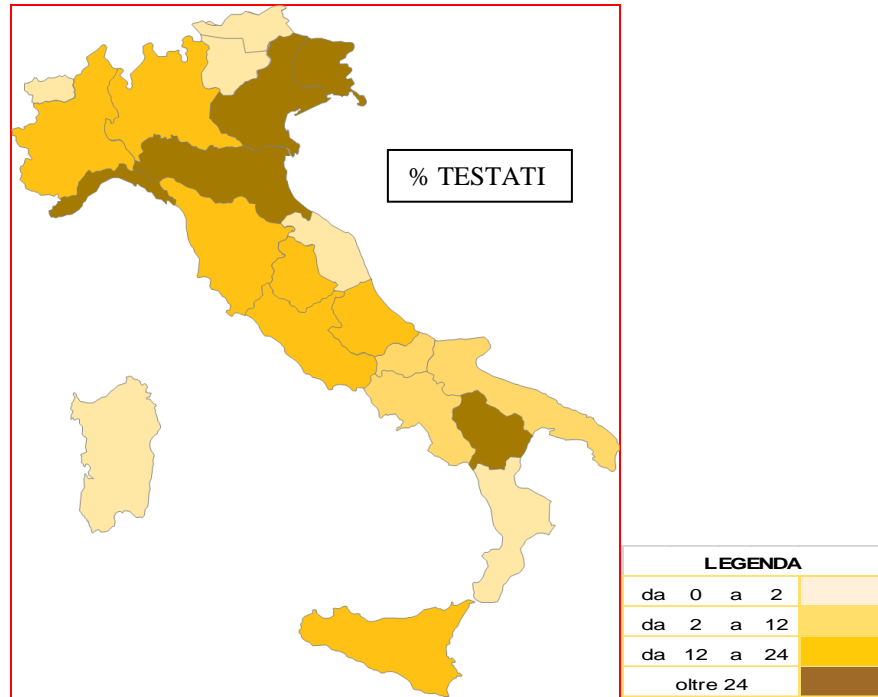 % TESTATI
LEGENDA
da 0 a 2
da 2 a 12
da 12 a 24
oltre 24